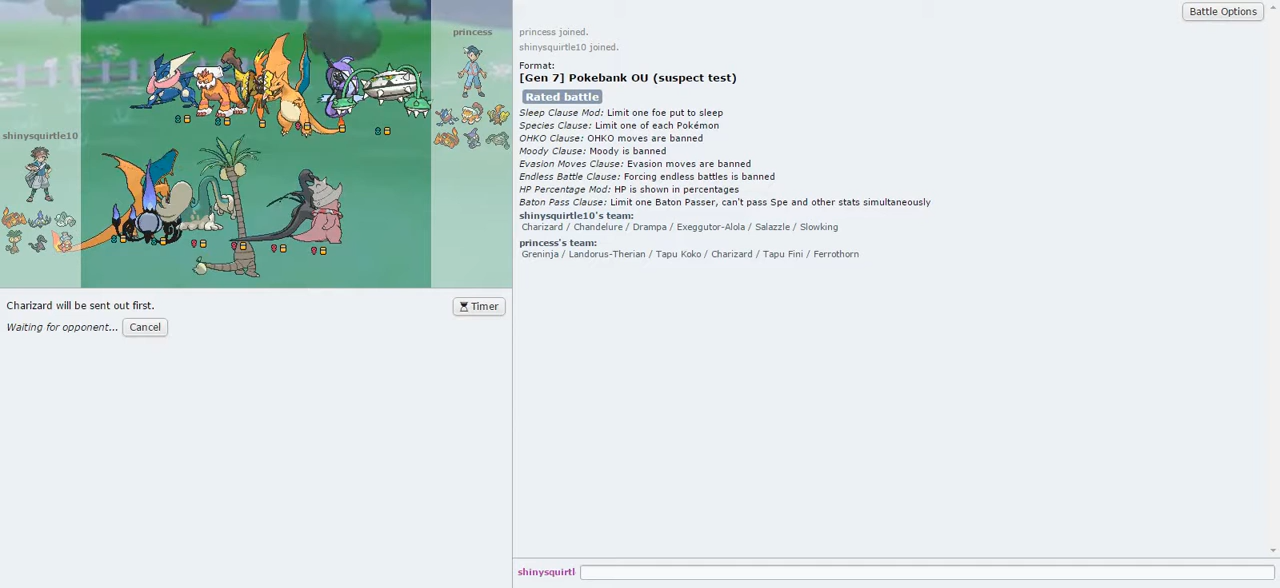 princess
shinysquirtle10
Charizard will be sent out first.
Timer
Waiting for opponent...
Cancel
Battle Options
princess joined.
shinysquirtle10 joined.
Format:
[Gen 7] Pokebank OU (suspect test)
Rated battle
Sleep Clause Mod: Limit one foe put to sleep
Species Clause: Limit one of each Pokémon
OHKO Clause: OHKO moves are banned
Moody Clause: Moody is banned
Evasion Moves Clause: Evasion moves are banned
Endless Battle Clause: Forcing endless battles is banned
HP Percentage Mod: HP is shown in percentages
Baton Pass Clause: Limit one Baton Passer, can't pass Spe and other stats simultaneously
shinysquirtle10's team:
Charizard / Chandelure / Drampa / Exeggutor-Alola / Salazzle / Slowking
princess's team:
Greninja / Landorus-Therian / Tapu Koko / Charizard / Tapu Fini / Ferrothorn
shinysquirtl